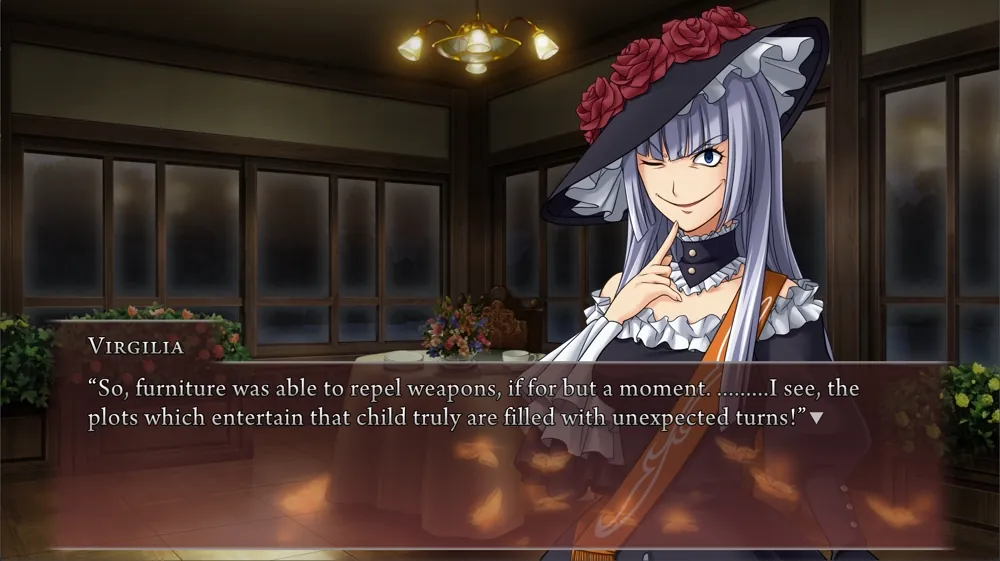 Virgilia
“So, furniture was able to repel weapons, if for but a moment. .........I see, the
plots which entertain that child truly are filled with unexpected turns!”▼